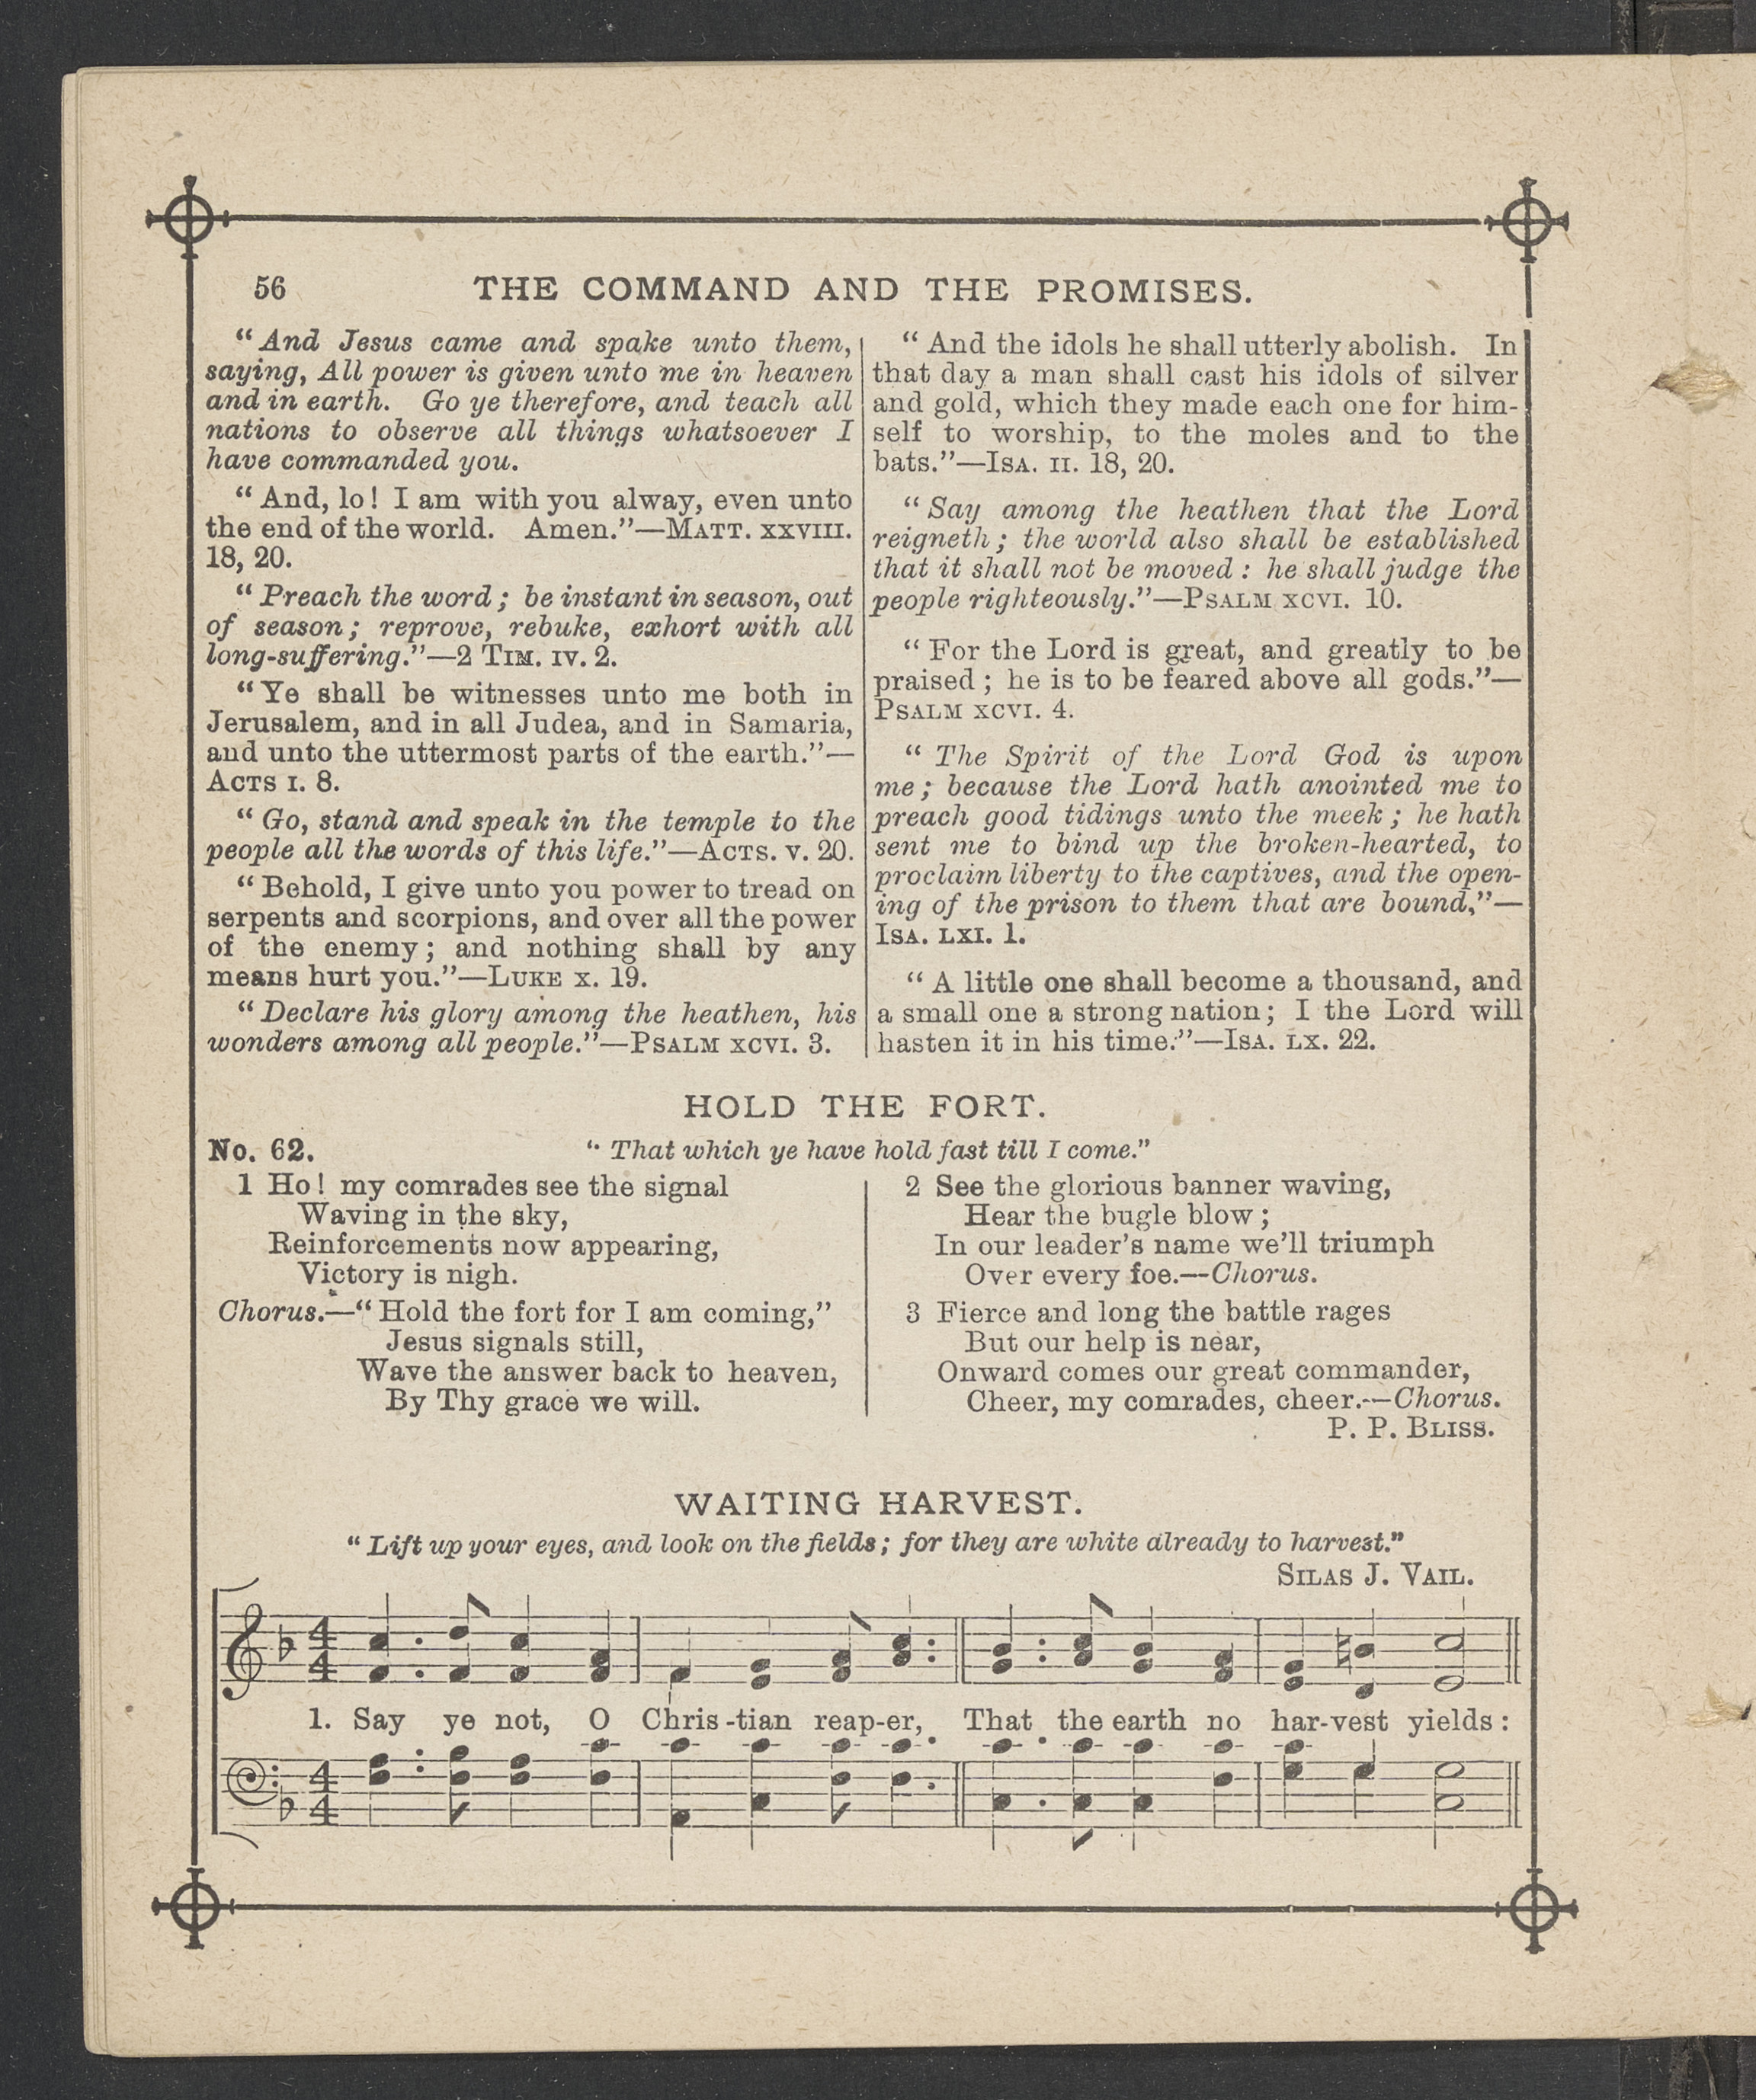 56
THE COMMAND AND THE PROMISES.
“And Jesus came and spake unto them,
saying, All power is given unto me in heaven
and in earth. Go ye therefore, and teach all
nations to observe all things whatsoever I
have commanded you.
“And, lo! I am with you alway, even unto
the end of the world. Amen.”—MATT. XXVIII.
18, 20.
“Preach the word; be instant in season, out
of season; reprove, rebuke, exhort with all
long-suffering.”—2 TIM. IV. 2.
“Ye shall be witnesses unto me both in
Jerusalem, and in all Judea, and in Samaria,
and unto the uttermost parts of the earth.”—
ACTS I. 8.
“Go, stand and speak in the temple to the
people all the words of this life.”—ACTS. V. 20.
“Behold, I give unto you power to tread on
serpents and scorpions, and over all the power
of the enemy; and nothing shall by any
means hurt you.”—LUKE X. 19.
“Declare his glory among the heathen, his
wonders among all people.”—PSALM XCVI. 3.
“And the idols he shall utterly abolish. In
that day a man shall cast his idols of silver
and gold, which they made each one for him-
self to worship, to the moles and to the
bats.”—ISA. II. 18, 20.
“Say among the heathen that the Lord
reigneth; the world also shall be established
that it shall not be moved: he shall judge the
people righteously.”—PSALM XCVI. 10.
“For the Lord is great, and greatly to be
praised; he is to be feared above all gods.”—
PSALM XCVI. 4.
“The Spirit of the Lord God is upon
me; because the Lord hath anointed me to
preach good tidings unto the meek; he hath
sent me to bind up the broken-hearted, to
proclaim liberty to the captives, and the open-
ing of the prison to them that are bound,”—
ISA. LXI. 1.
“A little one shall become a thousand, and
a small one a strong nation; I the Lord will
hasten it in his time.”—ISA. LX. 22.
HOLD THE FORT.
No. 62.
“That which ye have hold fast till I come.”
1 Ho! my comrades see the signal
Waving in the sky,
Reinforcements now appearing,
Victory is nigh.
Chorus.—“Hold the fort for I am coming,”
Jesus signals still,
Wave the answer back to heaven,
By Thy grace we will.
2 See the glorious banner waving,
Hear the bugle blow;
In our leader’s name we’ll triumph
Over every foe.—Chorus.
3 Fierce and long the battle rages
But our help is near,
Onward comes our great commander,
Cheer, my comrades, cheer.—Chorus.
P. P. BLISS.
WAITING HARVEST.
“Lift up your eyes, and look on the fields; for they are white already to harvest.”
SILAS J. VAIL.
4
4
1. Say ye not, O Chris-tian reap-er, That the earth no har-vest yields:
4
4